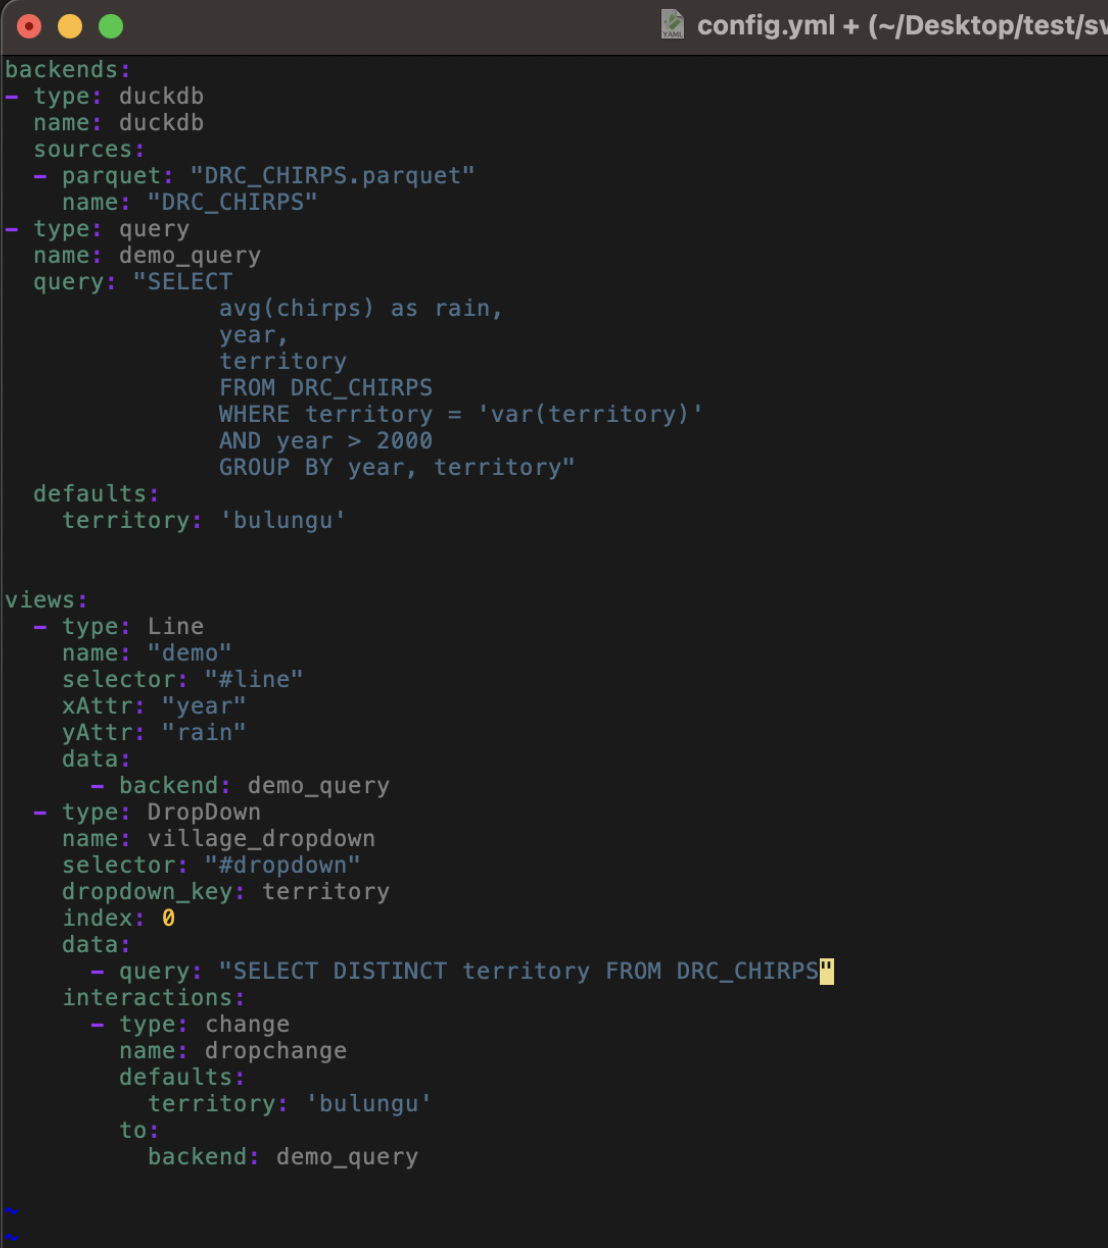 config.yml + (~/Desktop/test/sv
backends:
- type: duckdb
  name: duckdb
  sources:
  - parquet: "DRC_CHIRPS.parquet"
    name: "DRC_CHIRPS"
- type: query
  name: demo_query
  query: "SELECT
               avg(chirps) as rain,
               year,
               territory
               FROM DRC_CHIRPS
               WHERE territory = 'var(territory)'
               AND year > 2000
               GROUP BY year, territory"
  defaults:
    territory: 'bulungu'
views:
  - type: Line
    name: "demo"
    selector: "#line"
    xAttr: "year"
    yAttr: "rain"
    data:
      - backend: demo_query
  - type: DropDown
    name: village_dropdown
    selector: "#dropdown"
    dropdown_key: territory
    index: 0
    data:
      - query: "SELECT DISTINCT territory FROM DRC_CHIRPS"
    interactions:
      - type: change
        name: dropchange
        defaults:
          territory: 'bulungu'
        to:
          backend: demo_query
~
~